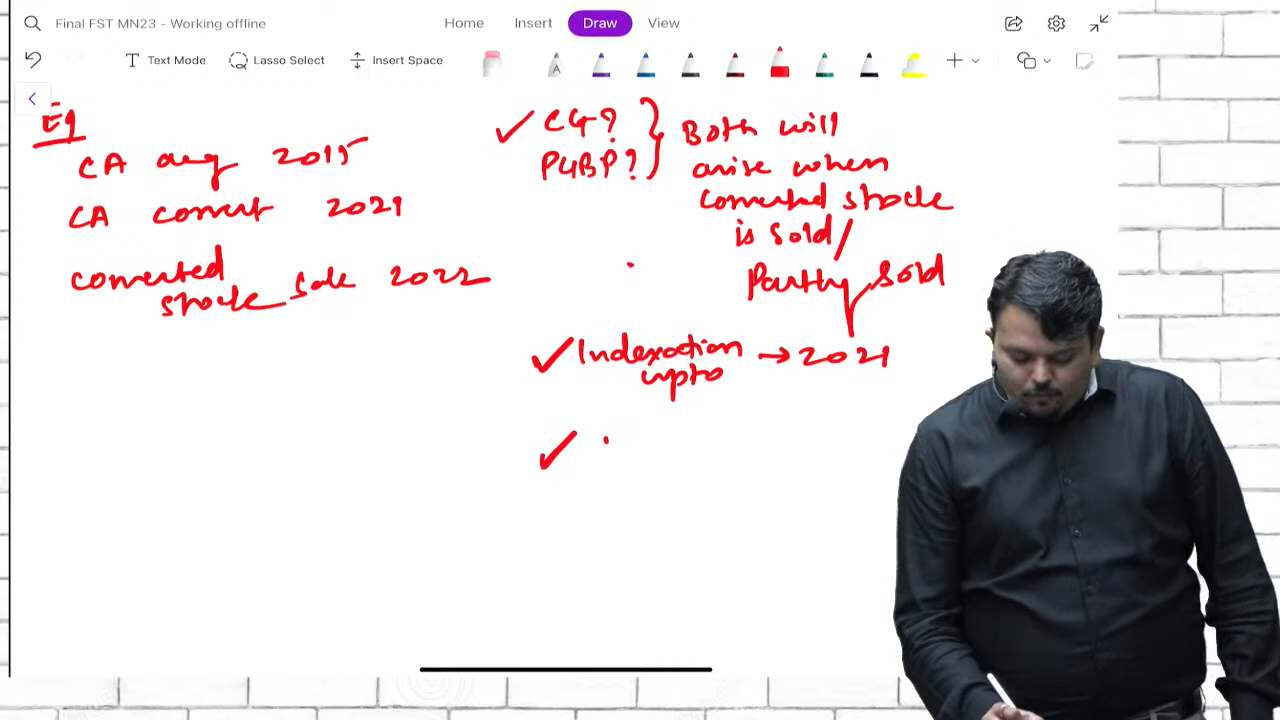 Final FST MN23 - Working offline
Home Insert Draw View
Text Mode Lasso Select Insert Space
Eg
CA acq 2015
CA convert 2021
converted
stock sale 2022
CG?
PGBP?
Both will
arise when
converted stock
is sold/
Partly sold
Indexation → 2021
upto